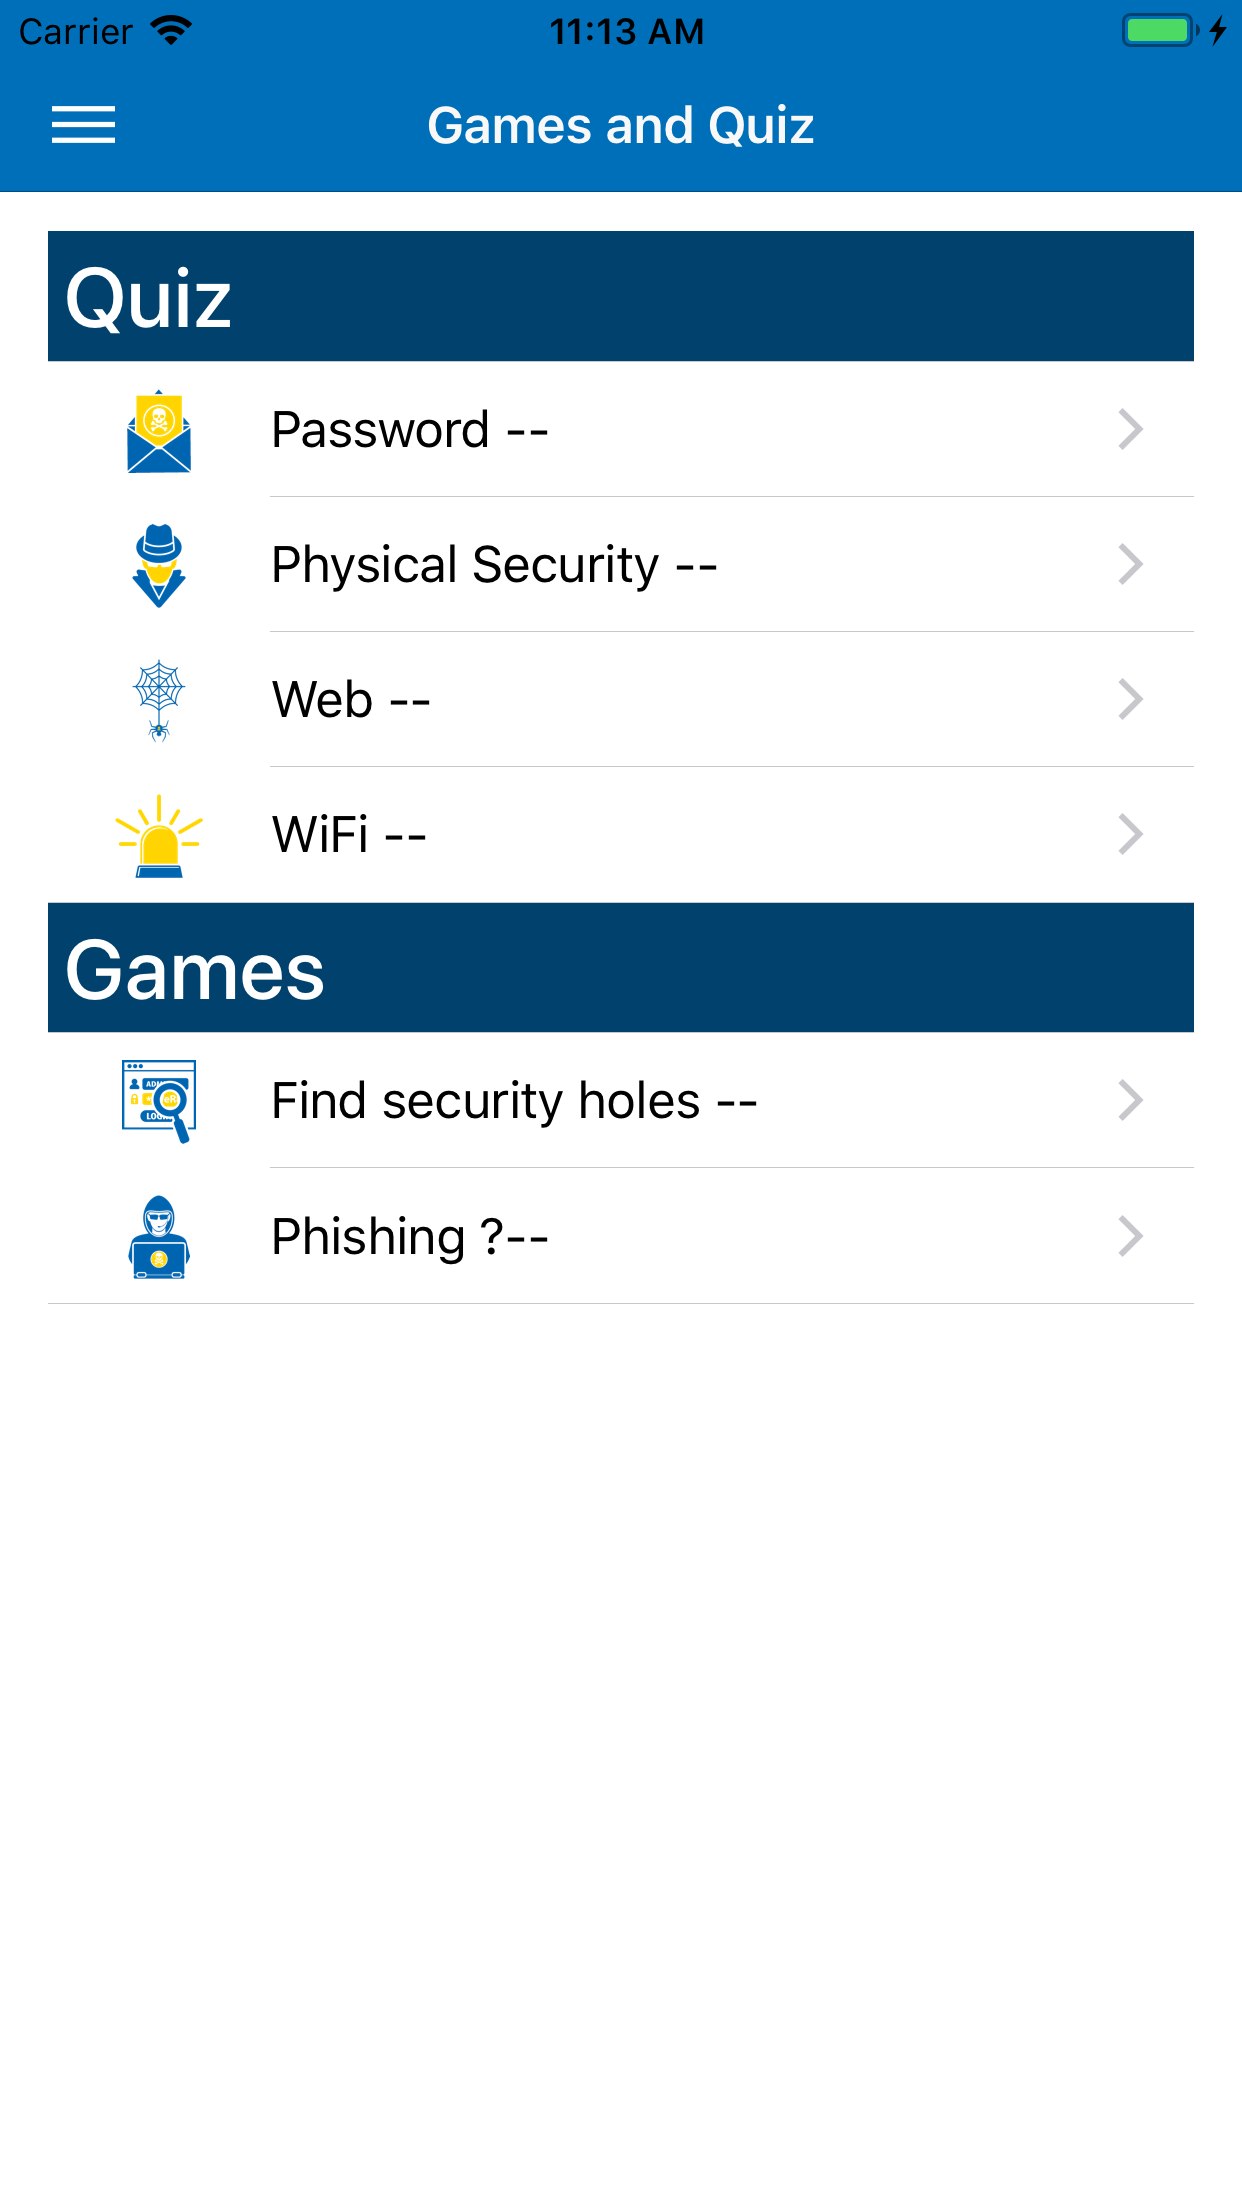 Carrier 11:13 AM
Games and Quiz
Quiz
Password --
Physical Security --
Web --
WiFi --
Games
Find security holes --
Phishing ?--